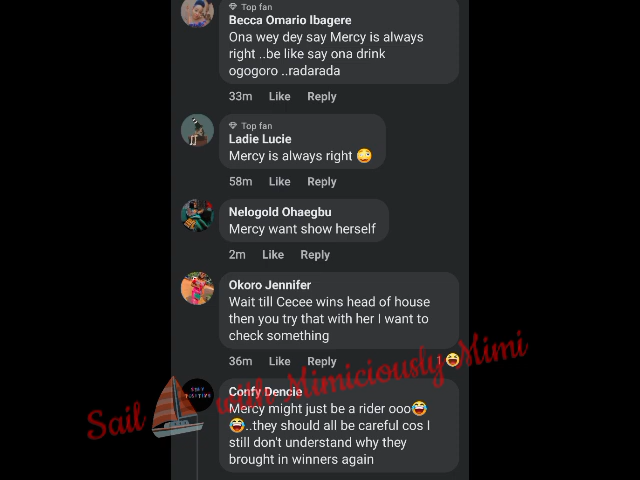 Top fan
Becca Omario Ibagere
Ona wey dey say Mercy is always
right ..be like say ona drink
ogogoro ..radarada
33m Like Reply
Top fan
Ladie Lucie
Mercy is always right 🤪
58m Like Reply
Nelogold Ohaegbu
Mercy want show herself
2m Like Reply
Okoro Jennifer
Wait till Cecee wins head of house
then you try that with her I want to
check something
36m Like Reply 1 😂
STAY
POSITIVE
Confy Dencie
Mercy might just be a rider ooo😂
😂..they should all be careful cos I
still don't understand why they
brought in winners again
Sail with Mimiciously Mimi